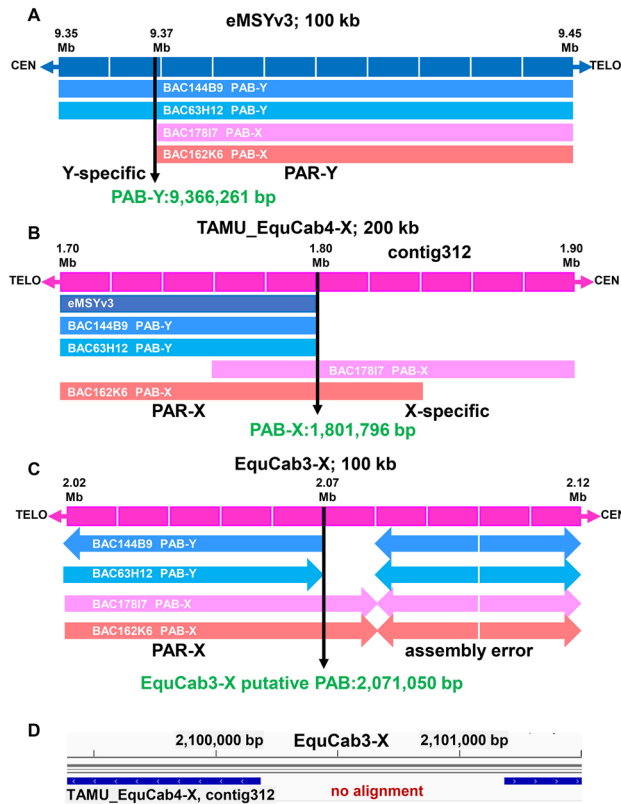 A
eMSYv3; 100 kb
9.35
Mb
9.37
Mb
9.45
Mb
CEN
TELO
BAC144B9 PAB-Y
BAC63H12 PAB-Y
BAC178I7 PAB-X
BAC162K6 PAB-X
Y-specific
PAR-Y
PAB-Y:9,366,261 bp
B
TAMU_EquCab4-X; 200 kb
1.70
Mb
1.80
Mb
contig312
1.90
Mb
TELO
CEN
eMSYv3
BAC144B9 PAB-Y
BAC63H12 PAB-Y
BAC178I7 PAB-X
BAC162K6 PAB-X
PAR-X
X-specific
PAB-X:1,801,796 bp
C
EquCab3-X; 100 kb
2.02
Mb
2.07
Mb
2.12
Mb
TELO
CEN
BAC144B9 PAB-Y
BAC63H12 PAB-Y
BAC178I7 PAB-X
BAC162K6 PAB-X
PAR-X
assembly error
EquCab3-X putative PAB:2,071,050 bp
D
2,100,000 bp
EquCab3-X
2,101,000 bp
TAMU_EquCab4-X, contig312
no alignment